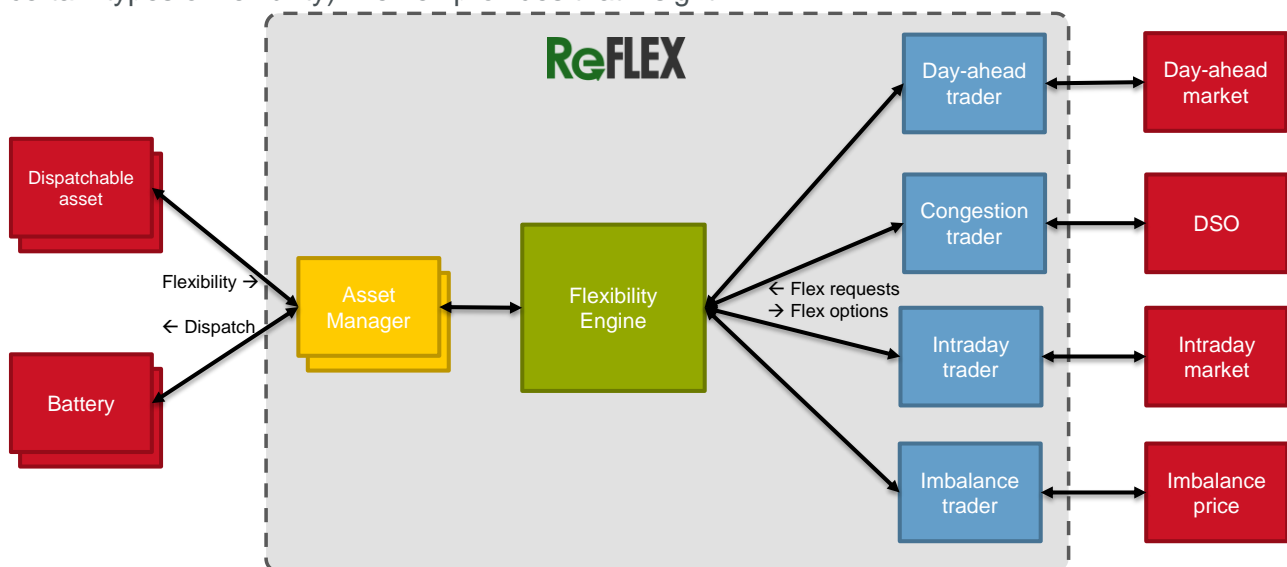 ReFLEX
Day-ahead
trader
Day-ahead
market
Dispatchable
asset
Congestion
trader
DSO
Flexibility →
← Dispatch
Asset
Manager
Flexibility
Engine
← Flex requests
→ Flex options
Intraday
trader
Intraday
market
Battery
Imbalance
trader
Imbalance
price